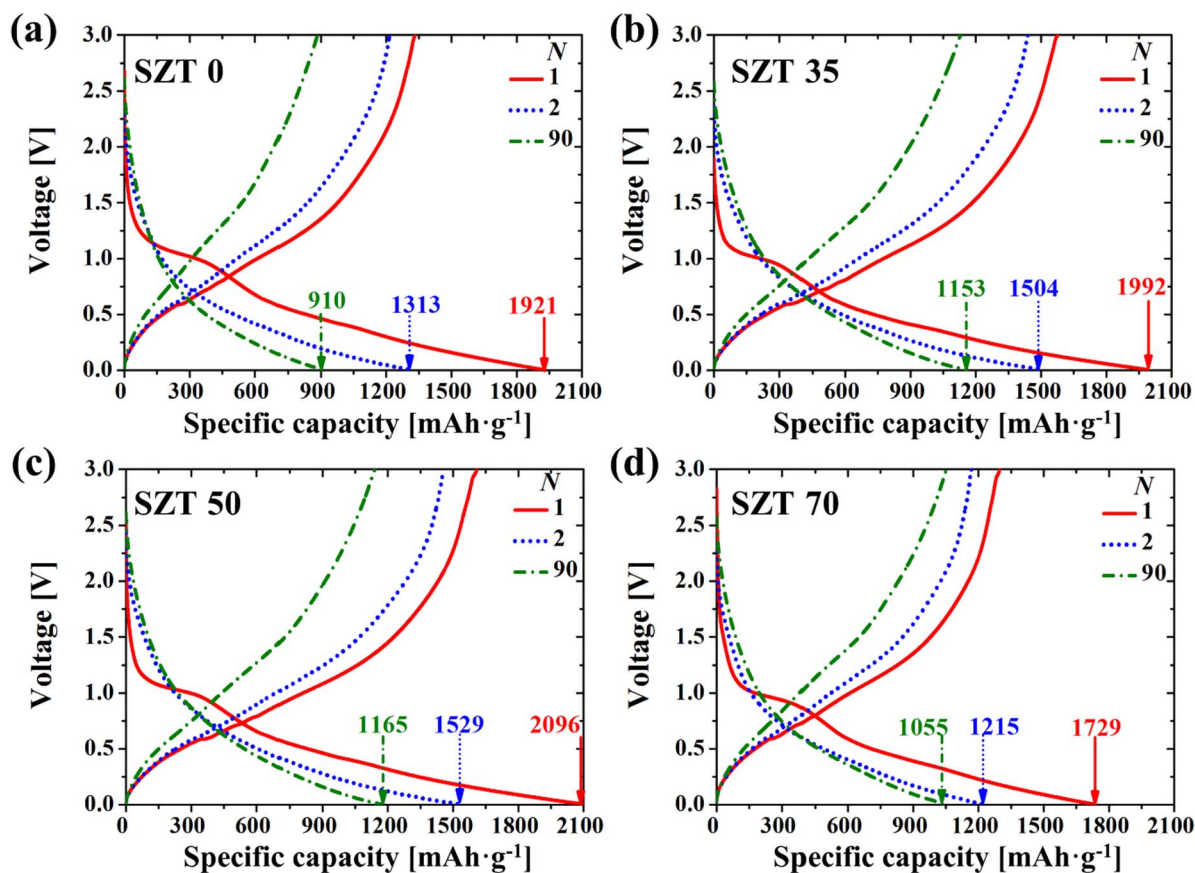 (a)
SZT 0
N
1
2
90
3.0
2.5
2.0
1.5
1.0
0.5
0.0
Voltage [V]
910
1313
1921
0 300 600 900 1200 1500 1800 2100
Specific capacity [mAh·g⁻¹]
(b)
SZT 35
N
1
2
90
3.0
2.5
2.0
1.5
1.0
0.5
0.0
Voltage [V]
1153
1504
1992
0 300 600 900 1200 1500 1800 2100
Specific capacity [mAh·g⁻¹]
(c)
SZT 50
N
1
2
90
3.0
2.5
2.0
1.5
1.0
0.5
0.0
Voltage [V]
1165
1529
2096
0 300 600 900 1200 1500 1800 2100
Specific capacity [mAh·g⁻¹]
(d)
SZT 70
N
1
2
90
3.0
2.5
2.0
1.5
1.0
0.5
0.0
Voltage [V]
1055
1215
1729
0 300 600 900 1200 1500 1800 2100
Specific capacity [mAh·g⁻¹]